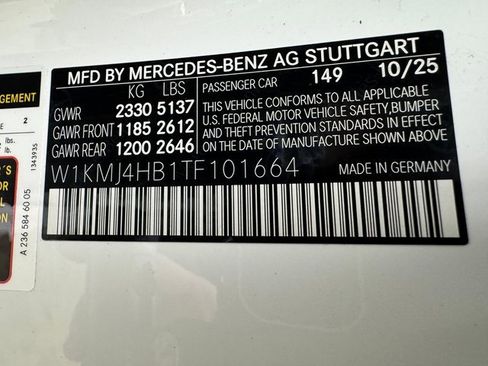 MFD BY MERCEDES-BENZ AG STUTTGART
KG LBS
PASSENGER CAR 149 10/25
GVWR 2330 5137
GAWR FRONT 1185 2612
GAWR REAR 1200 2646
THIS VEHICLE CONFORMS TO ALL APPLICABLE
U.S. FEDERAL MOTOR VEHICLE SAFETY, BUMPER
AND THEFT PREVENTION STANDARDS IN EFFECT
ON THE DATE OF MANUFACTURE SHOWN ABOVE
W1KMJ4HB1TF101664
MADE IN GERMANY
GEMENT
2
lbs.
lbs.
1343935
A 236 584 60 05